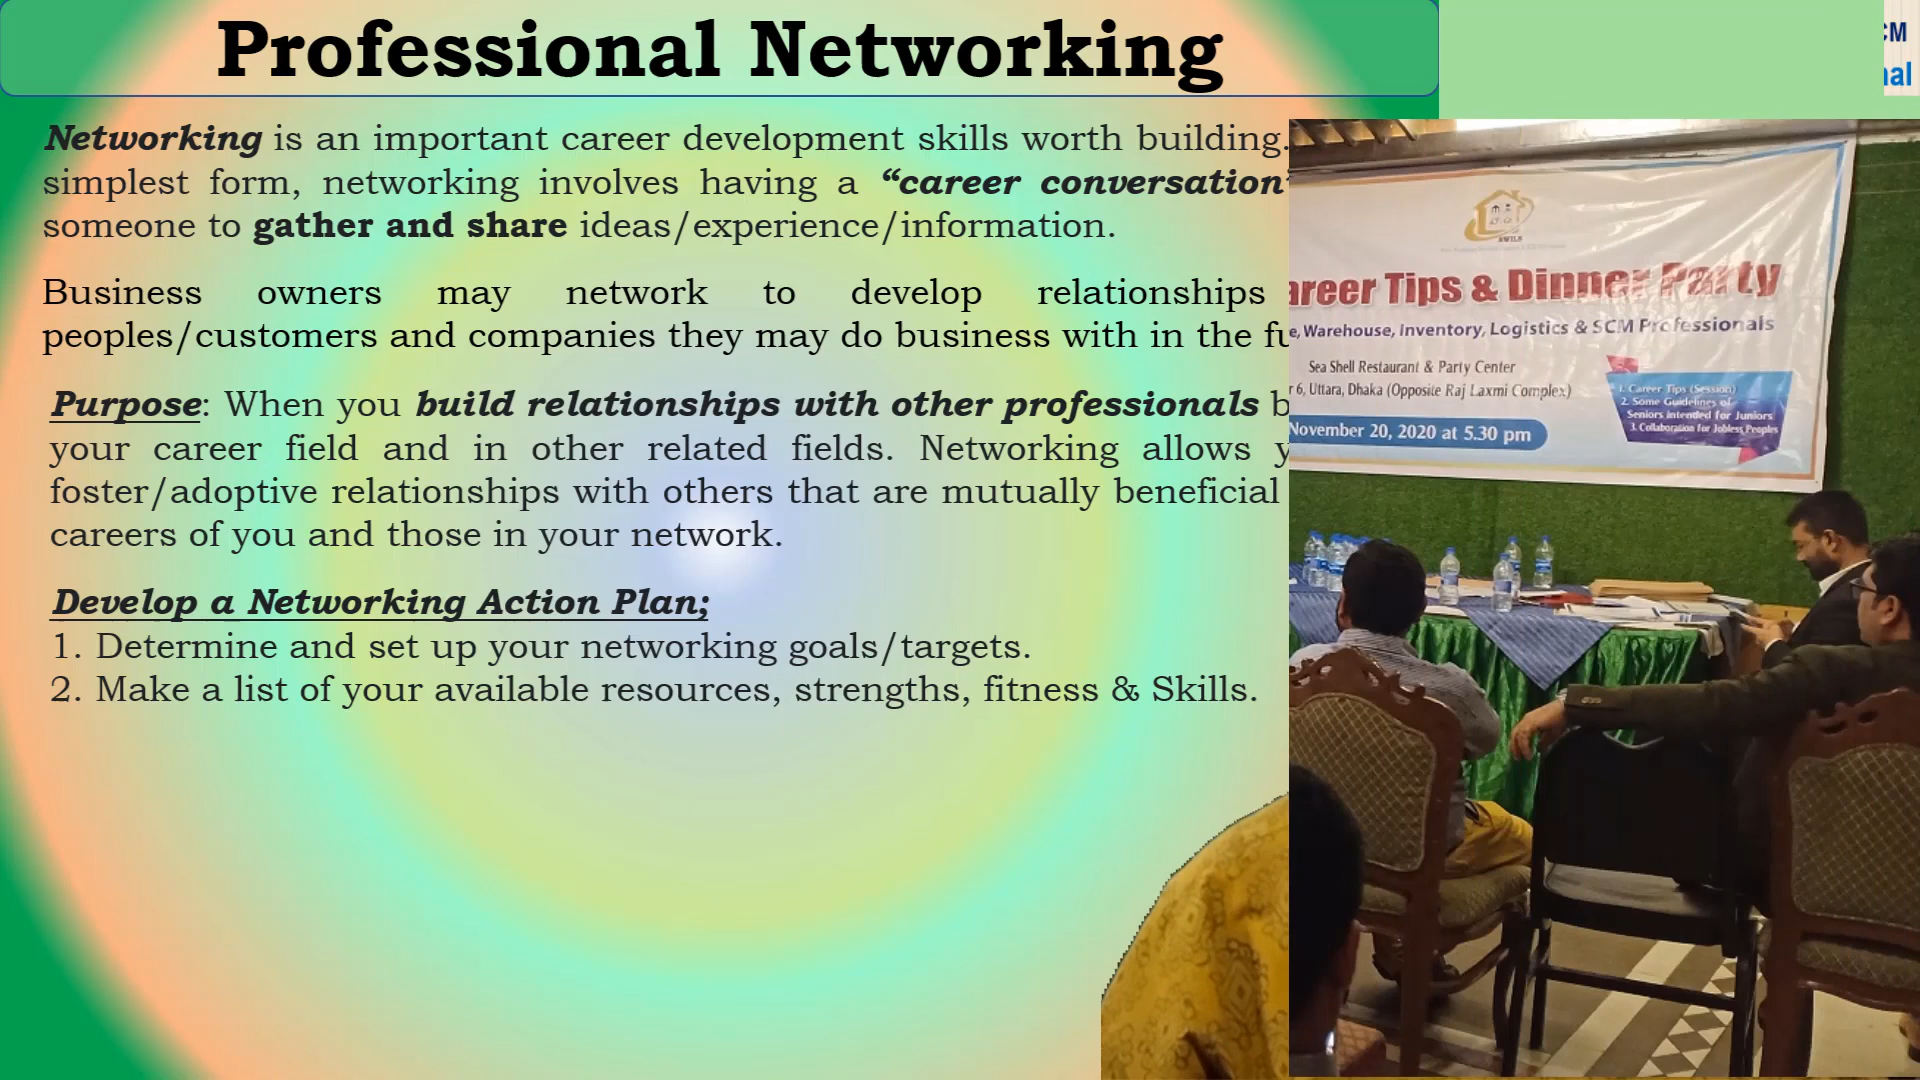 Professional Networking
Networking is an important career development skills worth building.
simplest form, networking involves having a “career conversation”
someone to gather and share ideas/experience/information.
Business owners may network to develop relationships
peoples/customers and companies they may do business with in the fu
Purpose: When you build relationships with other professionals b
your career field and in other related fields. Networking allows y
foster/adoptive relationships with others that are mutually beneficial
careers of you and those in your network.
Develop a Networking Action Plan;
1. Determine and set up your networking goals/targets.
2. Make a list of your available resources, strengths, fitness & Skills.
CM
nal
SWILS
areer Tips & Dinner Party
e, Warehouse, Inventory, Logistics & SCM Professionals
Sea Shell Restaurant & Party Center
r 6, Uttara, Dhaka (Opposite Raj Laxmi Complex)
November 20, 2020 at 5.30 pm
1. Career Tips (Session)
2. Some Guidelines of
Seniors intended for Juniors
3. Collaboration for Jobless Peoples